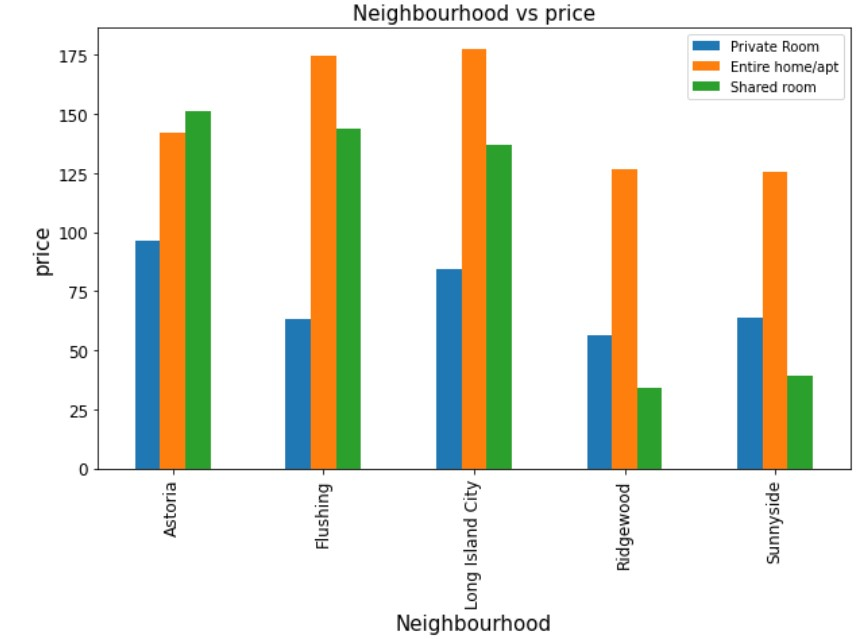 Neighbourhood vs price
Private Room
Entire home/apt
Shared room
price
175
150
125
100
75
50
25
0
Astoria
Flushing
Long Island City
Ridgewood
Sunnyside
Neighbourhood